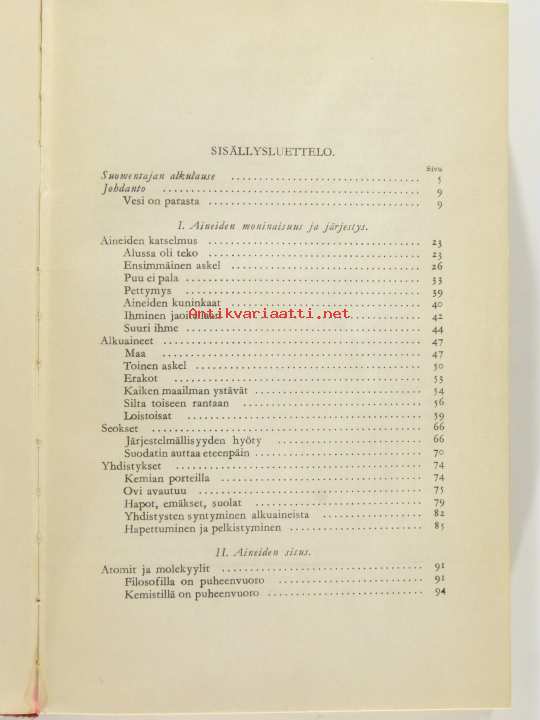 SISÄLLYSLUETTELO.
Sivu
Suomentajan alkulause 5
Johdanto 9
Vesi on parasta 9
I. Aineiden moninaisuus ja järjestys.
Aineiden katselmus 23
Alussa oli teko 23
Ensimmäinen askel 26
Puu ei pala 33
Pettymys 39
Aineiden kuninkaat 40
Antikvariaatti.net
Ihminen 42
Suuri ihme 44
Alkuaineet 47
Maa 47
Toinen askel 50
Erakot 53
Kaiken maailman ystävät 54
Silta toiseen rantaan 56
Loistoisat 59
Seokset 66
Järjestelmällisyyden hyöty 66
Suodatin auttaa eteenpäin 70
Yhdistykset 74
Kemian porteilla 74
Ovi avautuu 75
Hapot, emäkset, suolat 79
Yhdistysten syntyminen alkuaineista 82
Hapettuminen ja pelkistyminen 85
II. Aineiden sisus.
Atomit ja molekyylit 91
Filosofilla on puheenvuoro 91
Kemistillä on puheenvuoro 94